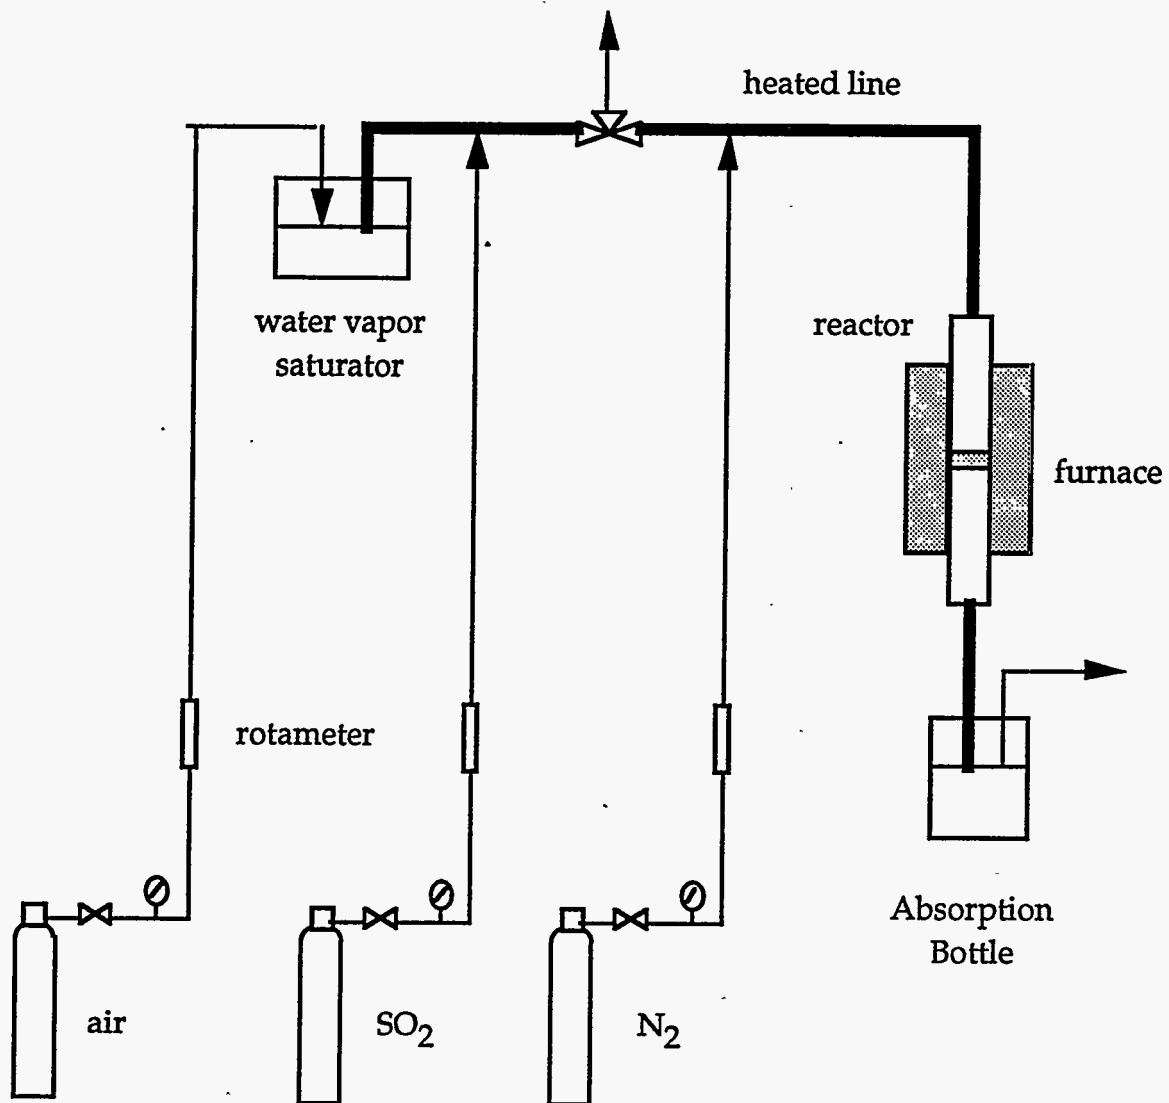 heated line
water vapor
saturator
reactor
furnace
rotameter
Absorption
Bottle
air
SO₂
N₂